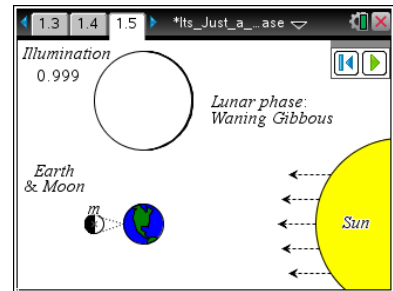 1.3 1.4 1.5 *Its_Just_a_...ase
Illumination
0.999
Lunar phase:
Waning Gibbous
Earth
& Moon
m
Sun